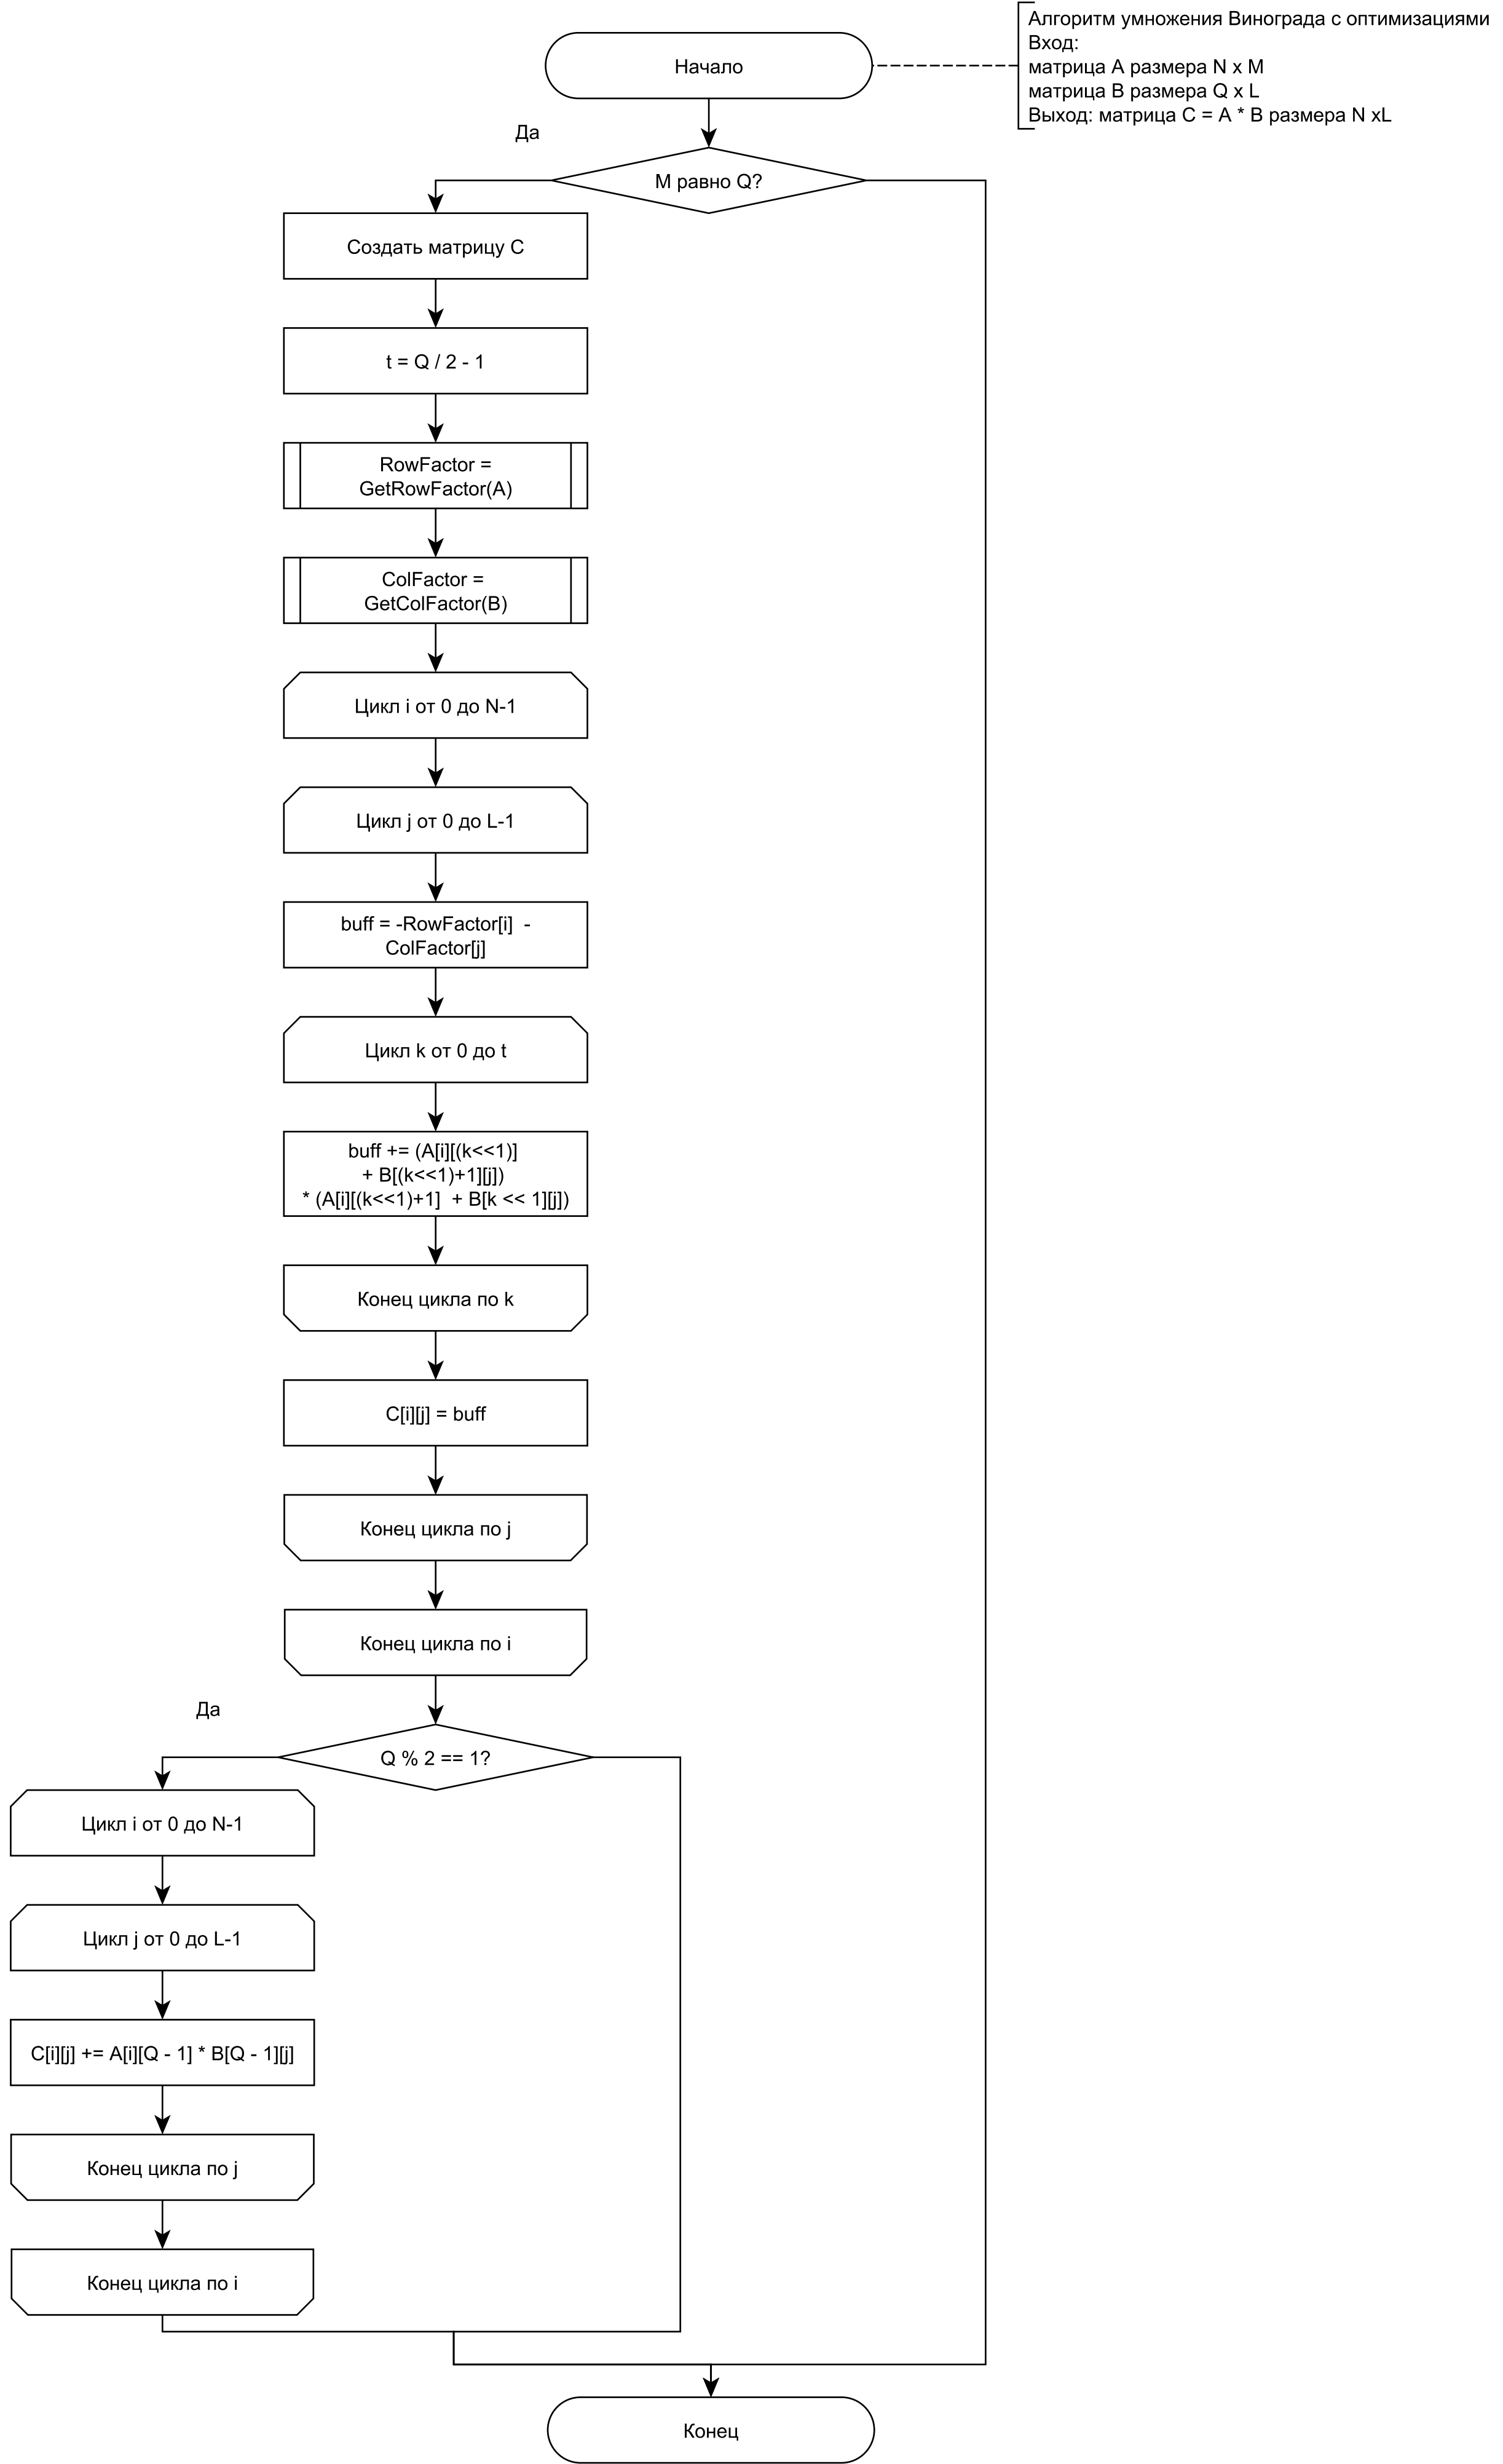 Алгоритм умножения Винограда с оптимизациями
Вход:
матрица A размера N x M
матрица B размера Q x L
Выход: матрица C = A * B размера N xL
Начало
Да
M равно Q?
Создать матрицу C
t = Q / 2 - 1
RowFactor =
GetRowFactor(A)
ColFactor =
GetColFactor(B)
Цикл i от 0 до N-1
Цикл j от 0 до L-1
buff = -RowFactor[i]  -
ColFactor[j]
Цикл k от 0 до t
buff += (A[i][(k<<1)]
+ B[(k<<1)+1][j])
* (A[i][(k<<1)+1]  + B[k << 1][j])
Конец цикла по k
C[i][j] = buff
Конец цикла по j
Конец цикла по i
Да
Q % 2 == 1?
Цикл i от 0 до N-1
Цикл j от 0 до L-1
C[i][j] += A[i][Q - 1] * B[Q - 1][j]
Конец цикла по j
Конец цикла по i
Конец